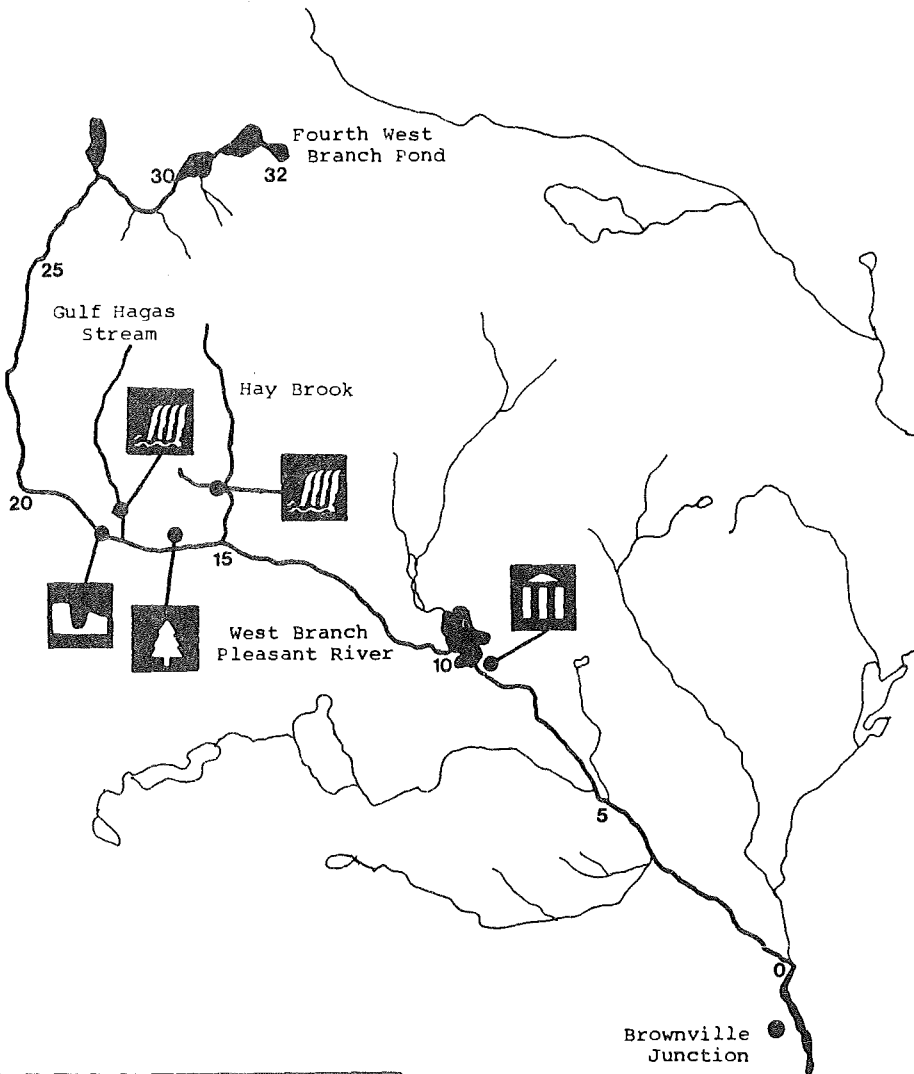 Fourth West
Branch Pond
30
32
25
Gulf Hagas
Stream
Hay Brook
20
15
West Branch
Pleasant River
10
5
0
Brownville
Junction